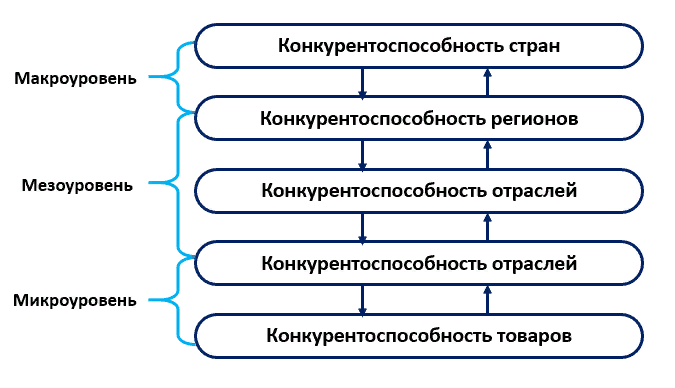 Конкурентоспособность стран
Макроуровень
Конкурентоспособность регионов
Мезоуровень
Конкурентоспособность отраслей
Конкурентоспособность отраслей
Микроуровень
Конкурентоспособность товаров